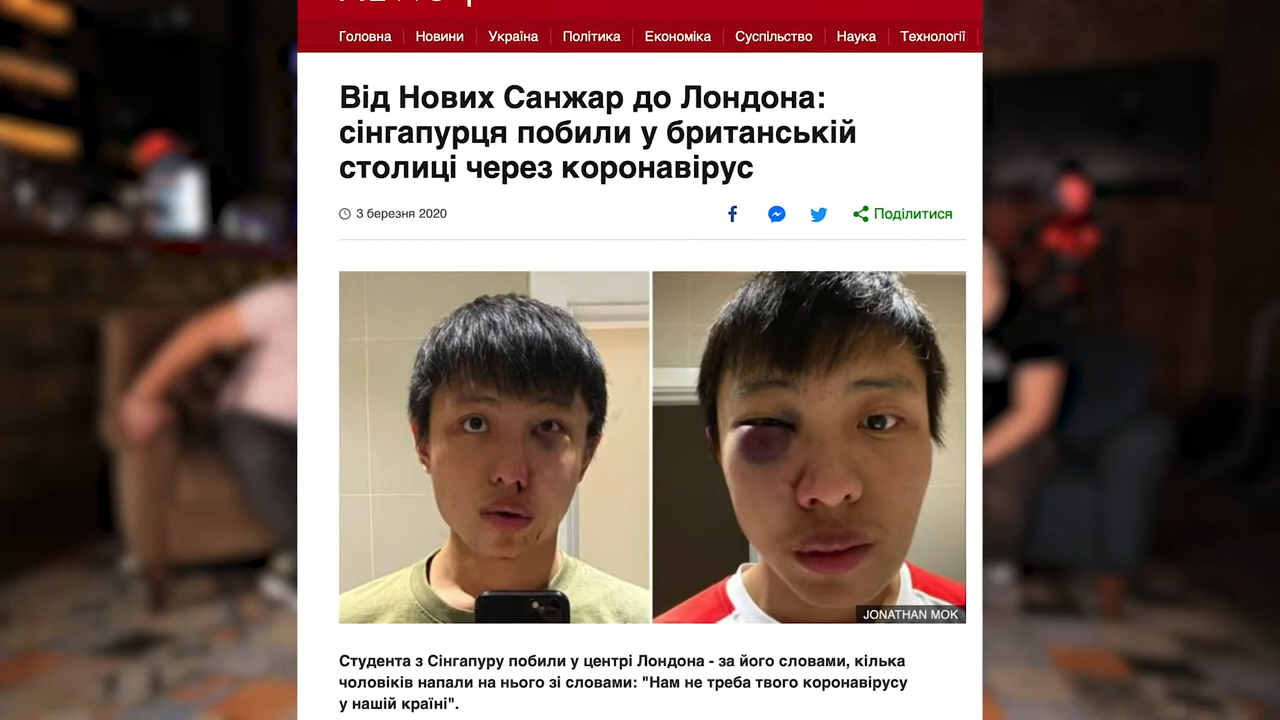 Головна
Новини
Україна
Політика
Економіка
Суспільство
Наука
Технології
Від Нових Санжар до Лондона:
сінгапурця побили у британській
столиці через коронавірус
3 березня 2020
Поділитися
JONATHAN MOK
Студента з Сінгапуру побили у центрі Лондона - за його словами, кілька
чоловіків напали на нього зі словами: "Нам не треба твого коронавірусу
у нашій країні".